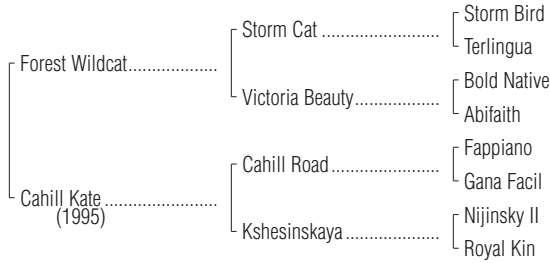 Storm Bird
Storm Cat ........................
Terlingua
Forest Wildcat..................
Bold Native
Victoria Beauty.................
Abifaith
Fappiano
Cahill Road......................
Gana Facil
Cahill Kate .......................
(1995)
Nijinsky II
Kshesinskaya...................
Royal Kin